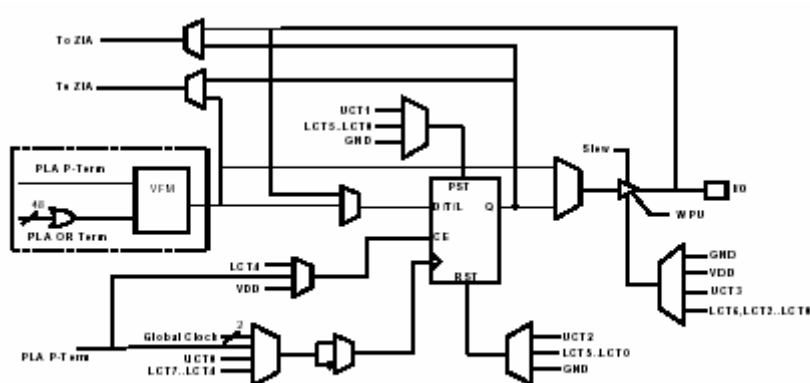 To ZIA
To ZIA
UCT1
LCT5..LCT0
GND
Slew
PLA P-Term
VFM
PST
I/O
D/T/L
Q
WPU
48
PLA OR Term
CE
GND
LCT4
VDD
VDD
UCT3
RST
LCT6,LCT2..LCT0
2
Global Clock
UCT2
PLA P-Term
UCT0
LCT5..LCT0
LCT7..LCT4
GND